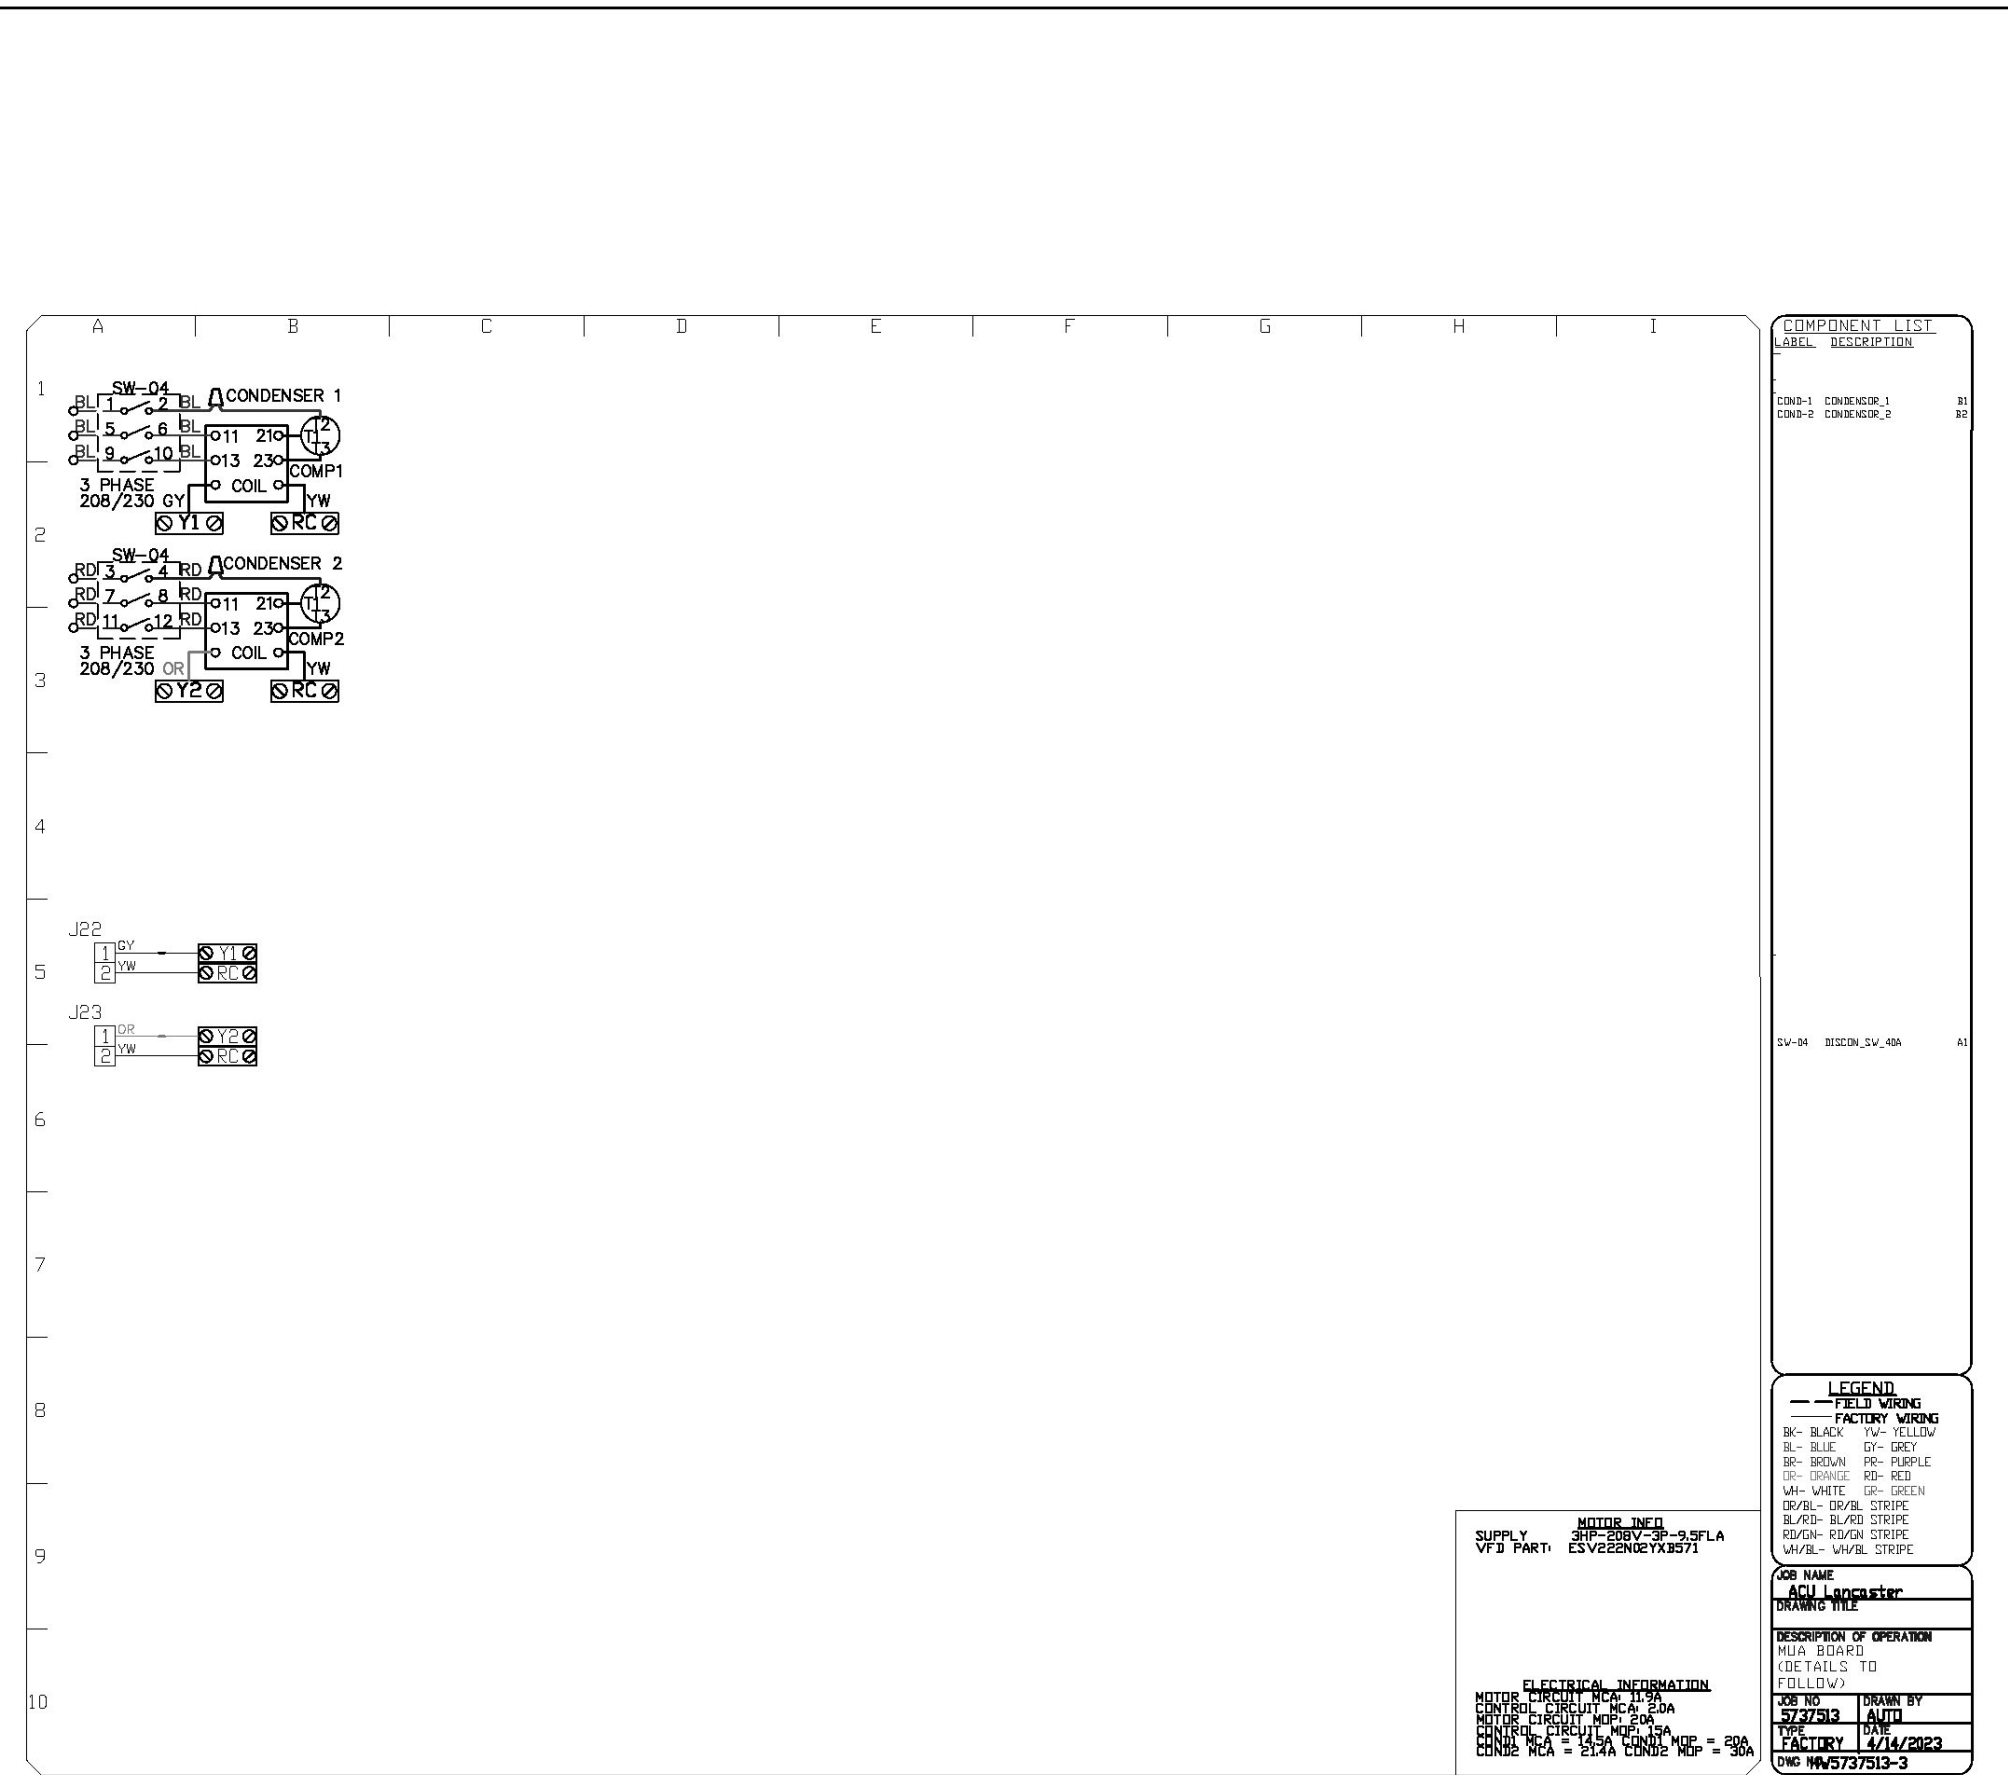 A B C D E F G H I
1
SW-04
CONDENSER 1
BL 1 2 BL
BL 5 6 BL 11 21 T1 2
BL 9 10 BL 13 23 3
COMP1
3 PHASE COIL
208/230 GY YW
Y1 RC
2
SW-04
CONDENSER 2
RD 3 4 RD
RD 7 8 RD 11 21 T1 2
RD 11 12 RD 13 23 3
COMP2
3 PHASE COIL
208/230 OR YW
3
Y2 RC
4
J22
1 GY Y1
5
2 YW RC
J23
1 OR Y2
2 YW RC
6
7
8
9
10
MOTOR INFO
SUPPLY 3HP-208V-3P-9.5FLA
VFD PART: ESV222N02YXB571
ELECTRICAL INFORMATION
MOTOR CIRCUIT MCA: 11.9A
CONTROL CIRCUIT MCA: 2.0A
MOTOR CIRCUIT MOP: 20A
CONTROL CIRCUIT MOP: 15A
COND1 MCA = 14.5A COND1 MOP = 20A
COND2 MCA = 21.4A COND2 MOP = 30A
COMPONENT LIST
LABEL DESCRIPTION
COND-1 CONDENSOR_1 B1
COND-2 CONDENSOR_2 B2
SW-04 DISCON_SW_40A A1
LEGEND
FIELD WIRING
FACTORY WIRING
BK- BLACK YW- YELLOW
BL- BLUE GY- GREY
BR- BROWN PR- PURPLE
OR- ORANGE RD- RED
WH- WHITE GR- GREEN
OR/BL- OR/BL STRIPE
BL/RD- BL/RD STRIPE
RD/GN- RD/GN STRIPE
WH/BL- WH/BL STRIPE
JOB NAME
ACU Lancaster
DRAWING TITLE
DESCRIPTION OF OPERATION
MUA BOARD
(DETAILS TO
FOLLOW)
JOB NO DRAWN BY
5737513 AUTO
TYPE DATE
FACTORY 4/14/2023
DWG 5737513-3